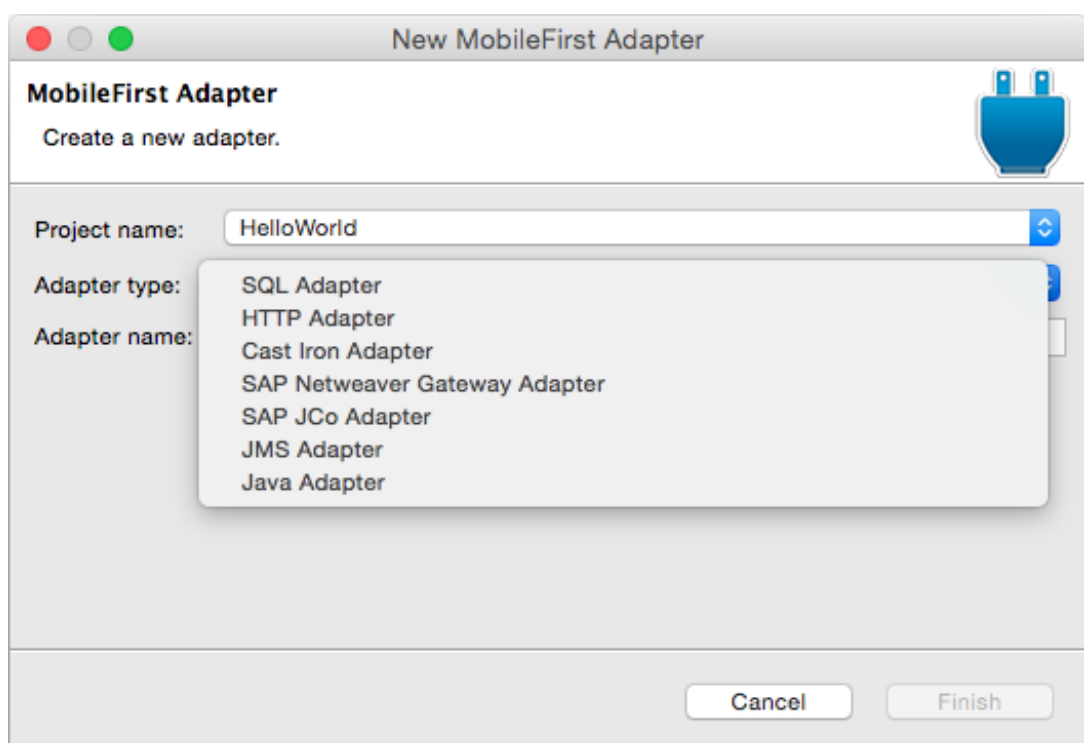 New MobileFirst Adapter
MobileFirst Adapter
Create a new adapter.
Project name: HelloWorld
Adapter type:
SQL Adapter
HTTP Adapter
Adapter name:
Cast Iron Adapter
SAP Netweaver Gateway Adapter
SAP JCo Adapter
JMS Adapter
Java Adapter
Cancel Finish